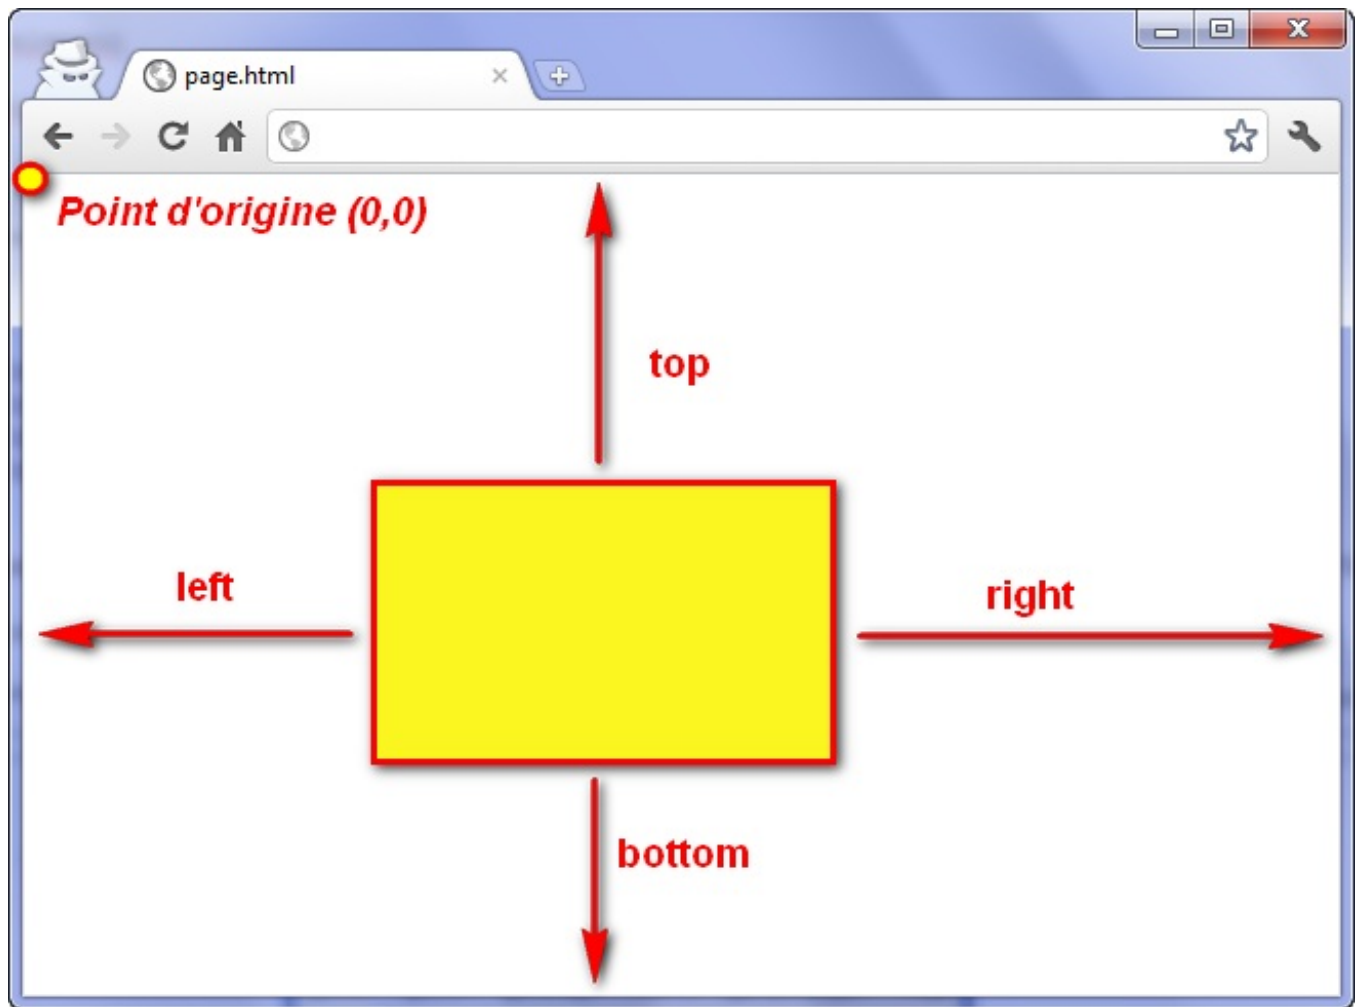 page.html
Point d'origine (0,0)
top
left
right
bottom